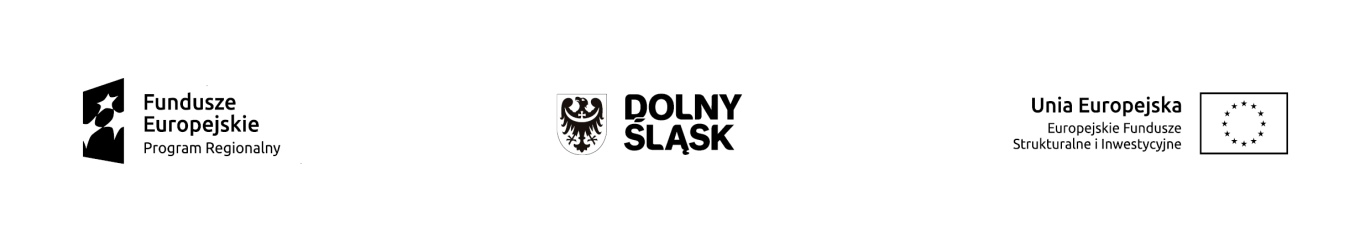 Fundusze
Europejskie
Program Regionalny
DOLNY
ŚLĄSK
Unia Europejska
Europejskie Fundusze
Strukturalne i Inwestycyjne